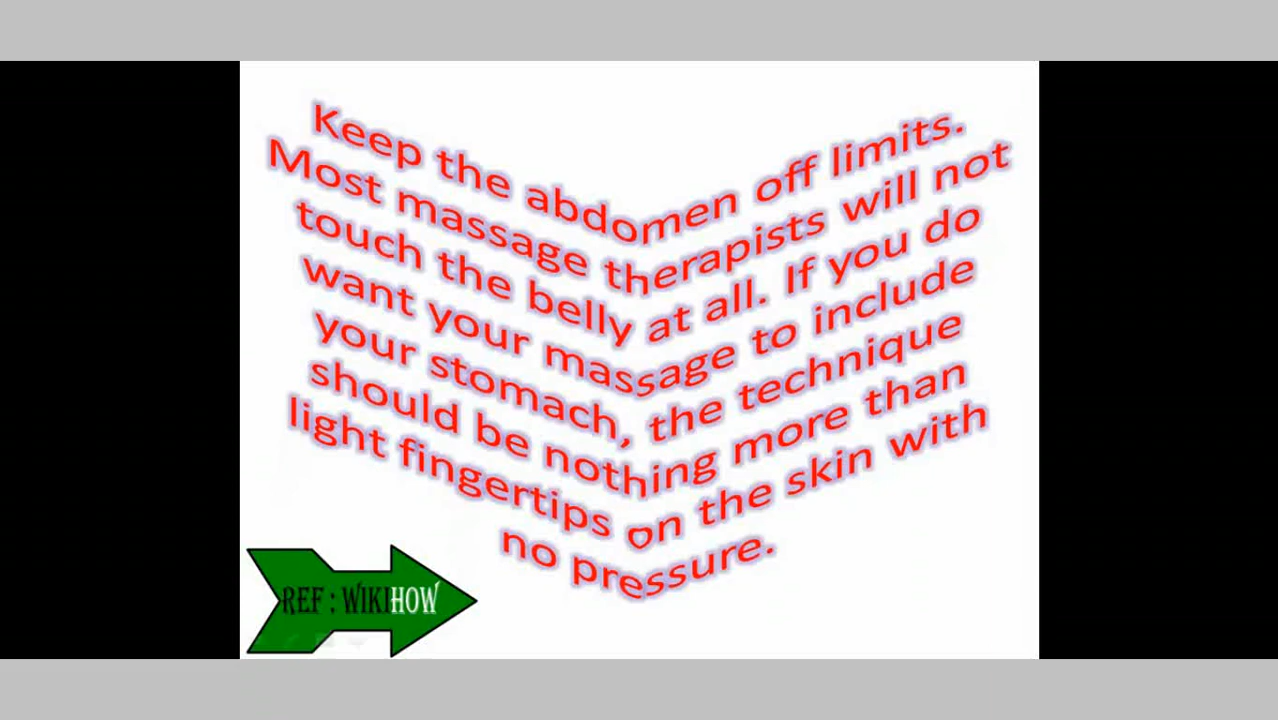 Keep the abdomen off limits.
Most massage therapists will not
touch the belly at all. If you do
want your massage to include
your stomach, the technique
should be nothing more than
light fingertips on the skin with
no pressure.
REF : WIKIHOW